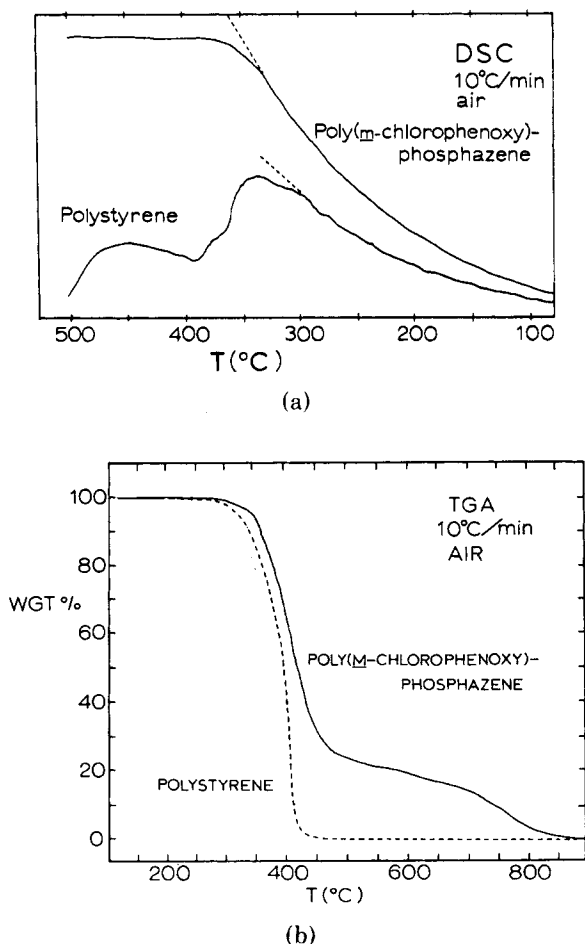 DSC
10°C/min
air
Poly(m-chlorophenoxy)-
phosphazene
Polystyrene
500 400 300 200 100
T(°C)
(a)
100
80
WGT %
60
40
20
0
TGA
10°C/min
AIR
POLY(M-CHLOROPHENOXY)-
PHOSPHAZENE
POLYSTYRENE
200 400 600 800
T(°C)
(b)